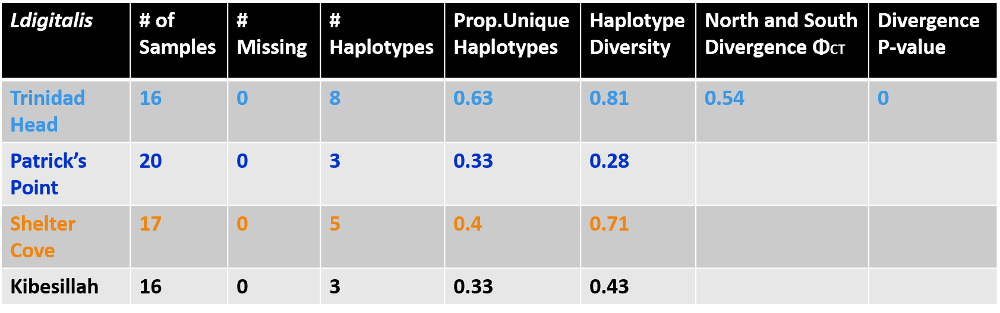 Ldigitalis # of Samples # Missing # Haplotypes Prop.Unique Haplotypes Haplotype Diversity North and South Divergence ΦCT Divergence P-value
Trinidad Head 16 0 8 0.63 0.81 0.54 0
Patrick’s Point 20 0 3 0.33 0.28
Shelter Cove 17 0 5 0.4 0.71
Kibesillah 16 0 3 0.33 0.43